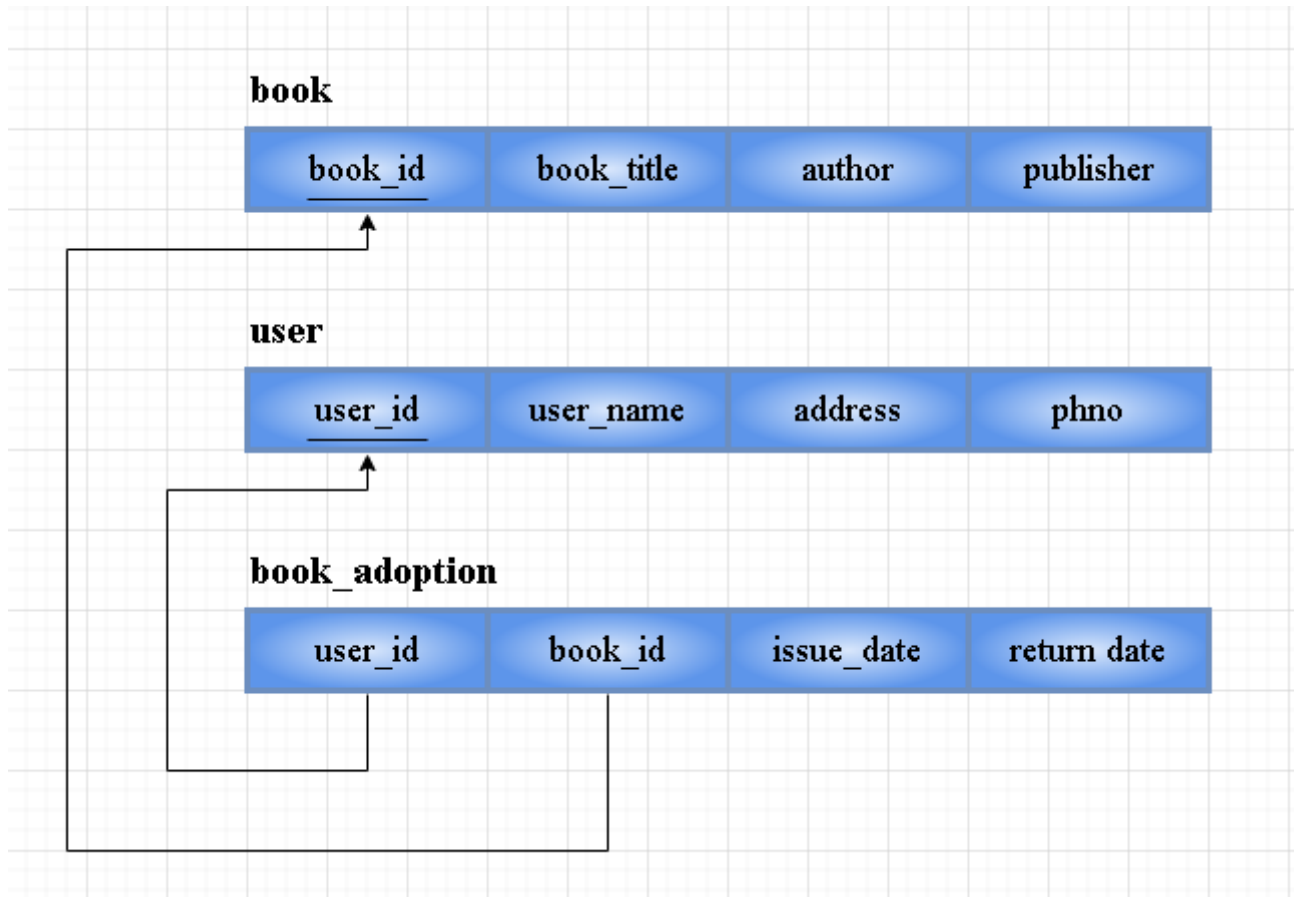 book
book_id book_title author publisher
user
user_id user_name address phno
book_adoption
user_id book_id issue_date return date